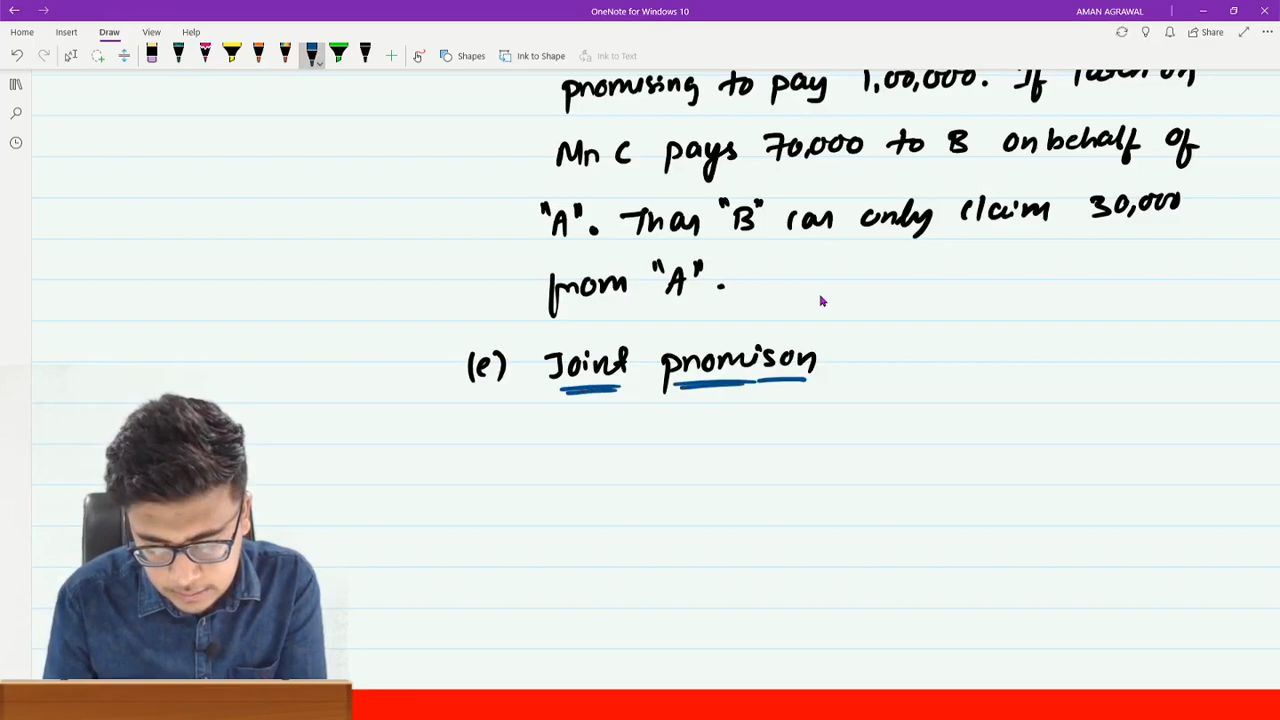 OneNote for Windows 10
AMAN AGRAWAL
Home Insert Draw View Help
Share
Shapes Ink to Shape Ink to Text
promising to pay 1,00,000. If
Mr C pays 70,000 to B on behalf of
"A". Than "B" can only claim 30,000
from "A".
(e) Joint promisor